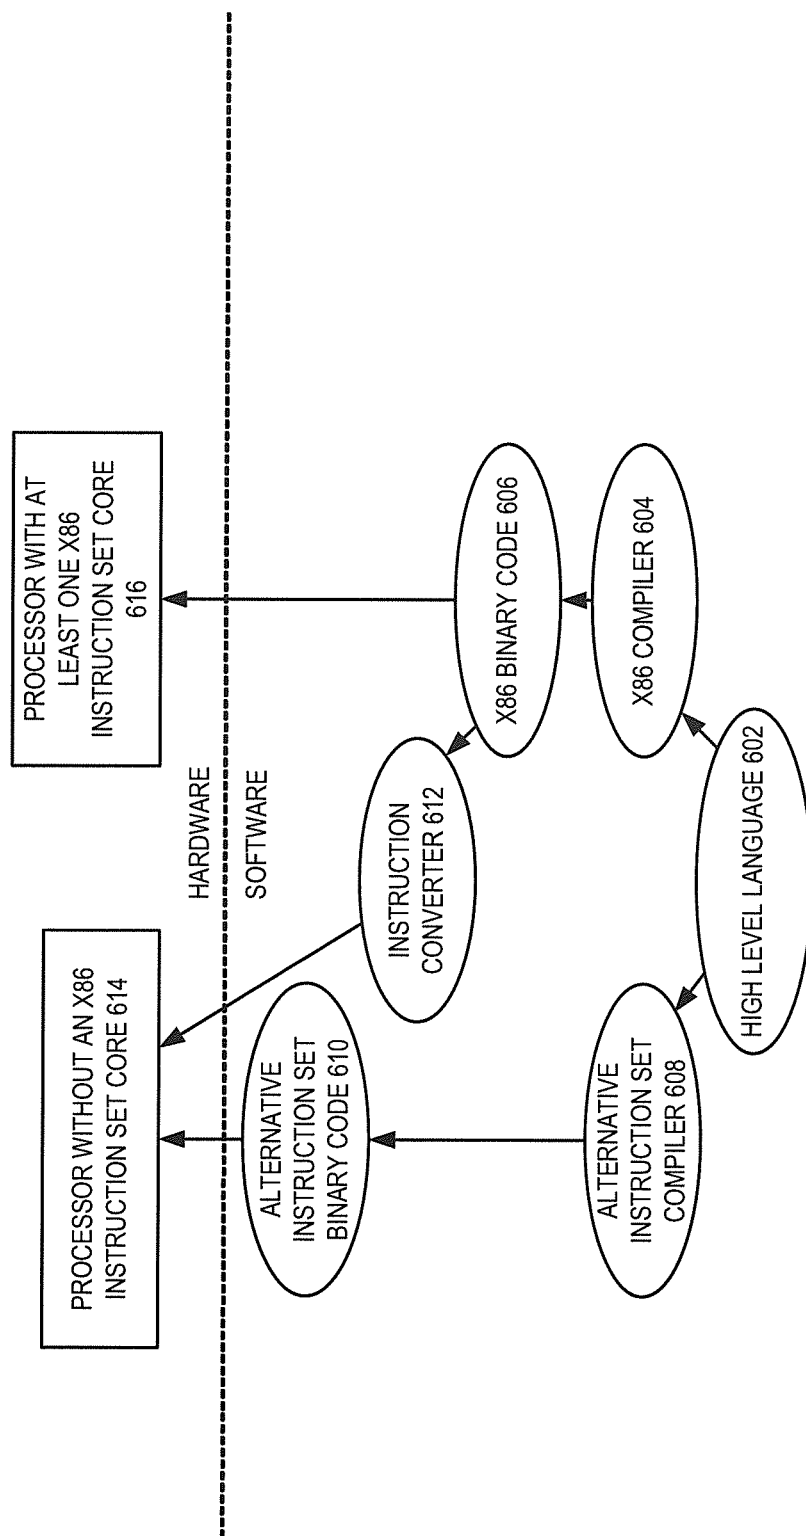 PROCESSOR WITHOUT AN X86
INSTRUCTION SET CORE 614
PROCESSOR WITH AT
LEAST ONE X86
INSTRUCTION SET CORE
616
HARDWARE
SOFTWARE
ALTERNATIVE
INSTRUCTION SET
BINARY CODE 610
INSTRUCTION
CONVERTER 612
X86 BINARY CODE 606
ALTERNATIVE
INSTRUCTION SET
COMPILER 608
X86 COMPILER 604
HIGH LEVEL LANGUAGE 602